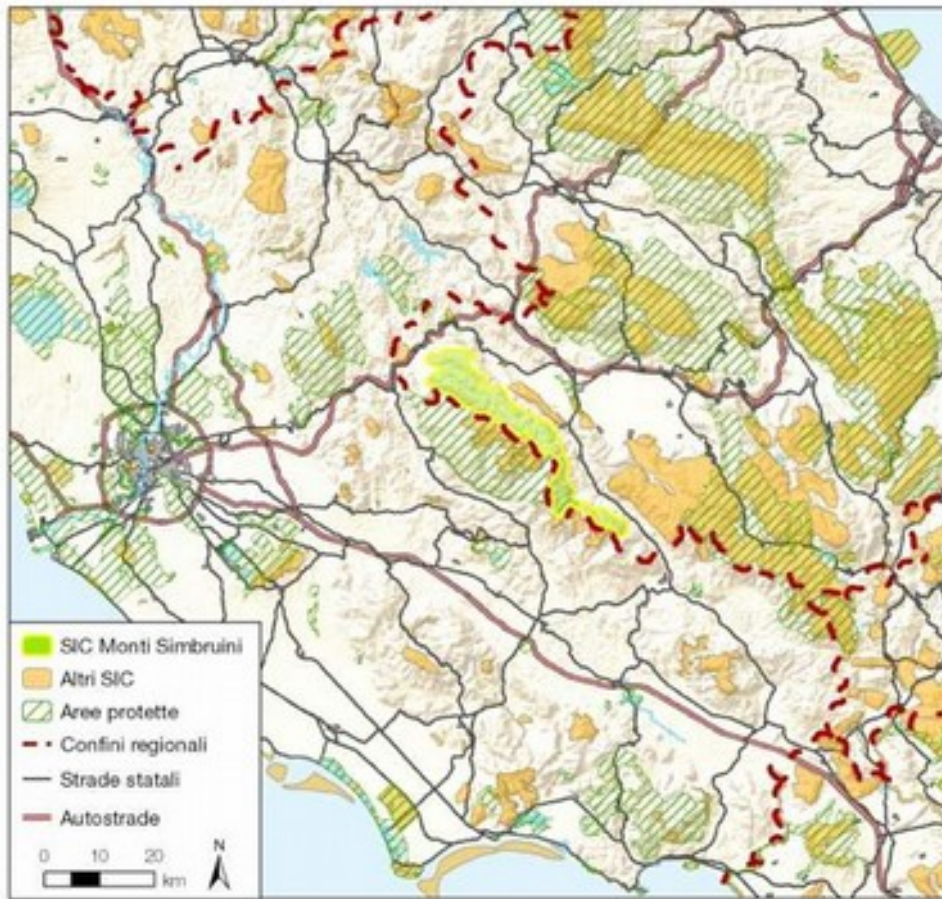 SIC Monti Simbruini
Altri SIC
Aree protette
Confini regionali
Strade statali
Autostrade
0 10 20
km
N